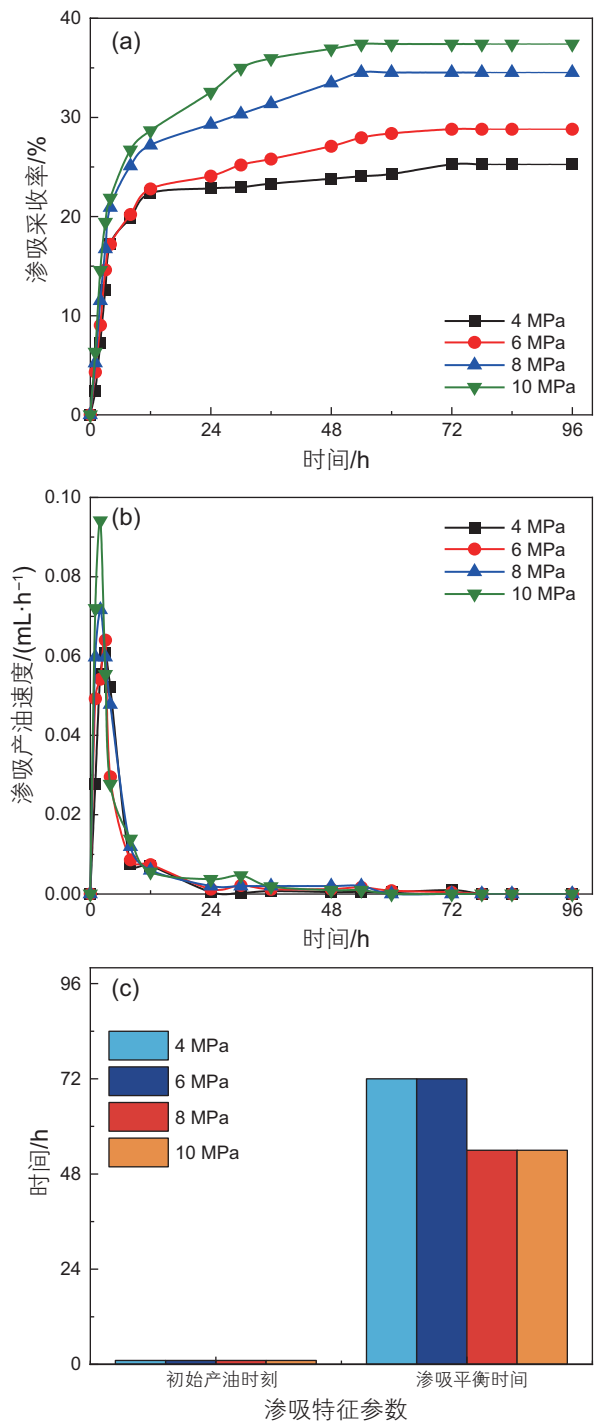 (a)
40
30
20
10
0
渗吸采收率/%
4 MPa
6 MPa
8 MPa
10 MPa
0 24 48 72 96
时间/h
(b)
0.10
0.08
0.06
0.04
0.02
0.00
渗吸产油速度/(mL·h⁻¹)
4 MPa
6 MPa
8 MPa
10 MPa
0 24 48 72 96
时间/h
(c)
96
72
48
24
0
时间/h
4 MPa
6 MPa
8 MPa
10 MPa
初始产油时刻 渗吸平衡时间
渗吸特征参数